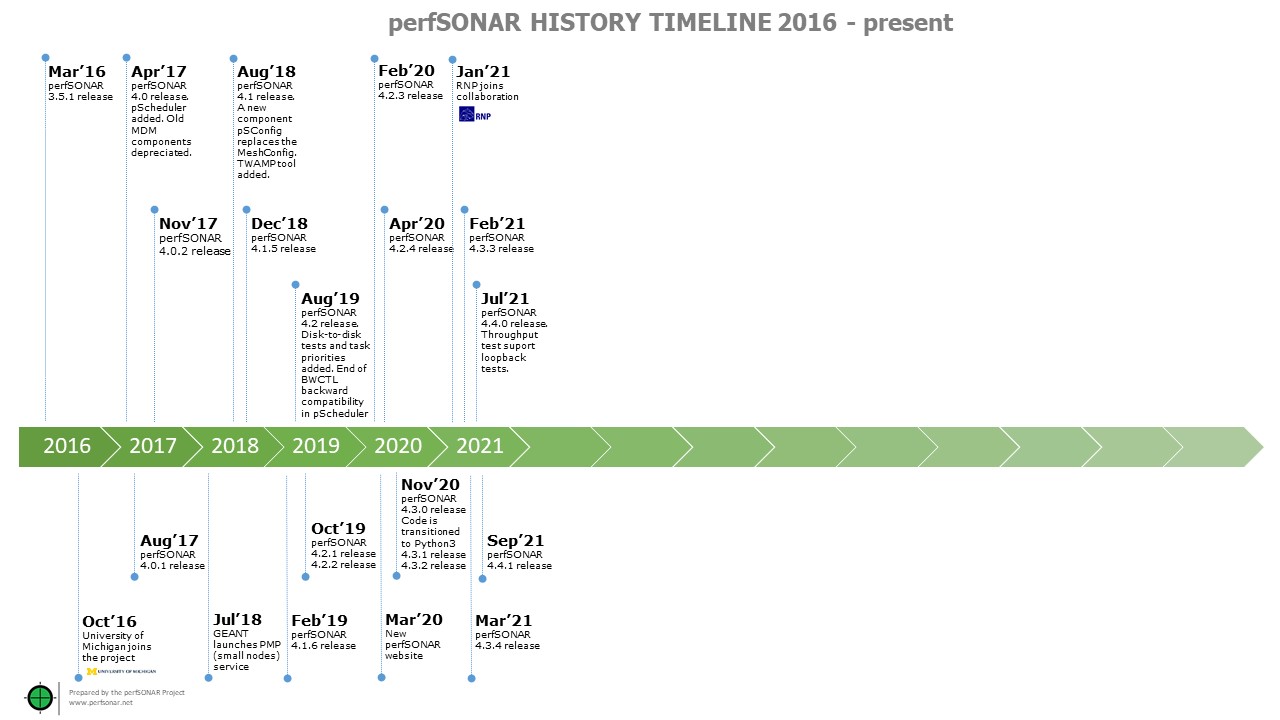 perfSONAR HISTORY TIMELINE 2016 - present
Mar’16
perfSONAR
3.5.1 release
Apr’17
perfSONAR
4.0 release.
pScheduler
added. Old
MDM
components
depreciated.
Aug’18
perfSONAR
4.1 release.
A new
component
pSConfig
replaces the
MeshConfig.
TWAMP tool
added.
Feb’20
perfSONAR
4.2.3 release
Jan’21
RNP joins
collaboration
RNP
Nov’17
perfSONAR
4.0.2 release
Dec’18
perfSONAR
4.1.5 release
Apr’20
perfSONAR
4.2.4 release
Feb’21
perfSONAR
4.3.3 release
Aug’19
perfSONAR
4.2 release.
Disk-to-disk
tests and task
priorities
added. End of
BWCTL
backward
compatibility
in pScheduler
Jul’21
perfSONAR
4.4.0 release.
Throughput
test suport
loopback
tests.
2016
2017
2018
2019
2020
2021
Nov’20
perfSONAR
4.3.0 release
Code is
transitioned
to Python3
4.3.1 release
4.3.2 release
Aug’17
perfSONAR
4.0.1 release
Oct’19
perfSONAR
4.2.1 release
4.2.2 release
Sep’21
perfSONAR
4.4.1 release
Oct’16
University of
Michigan joins
the project
M UNIVERSITY OF MICHIGAN
Jul’18
GEANT
launches PMP
(small nodes)
service
Feb’19
perfSONAR
4.1.6 release
Mar’20
New
perfSONAR
website
Mar’21
perfSONAR
4.3.4 release
Prepared by the perfSONAR Project
www.perfsonar.net